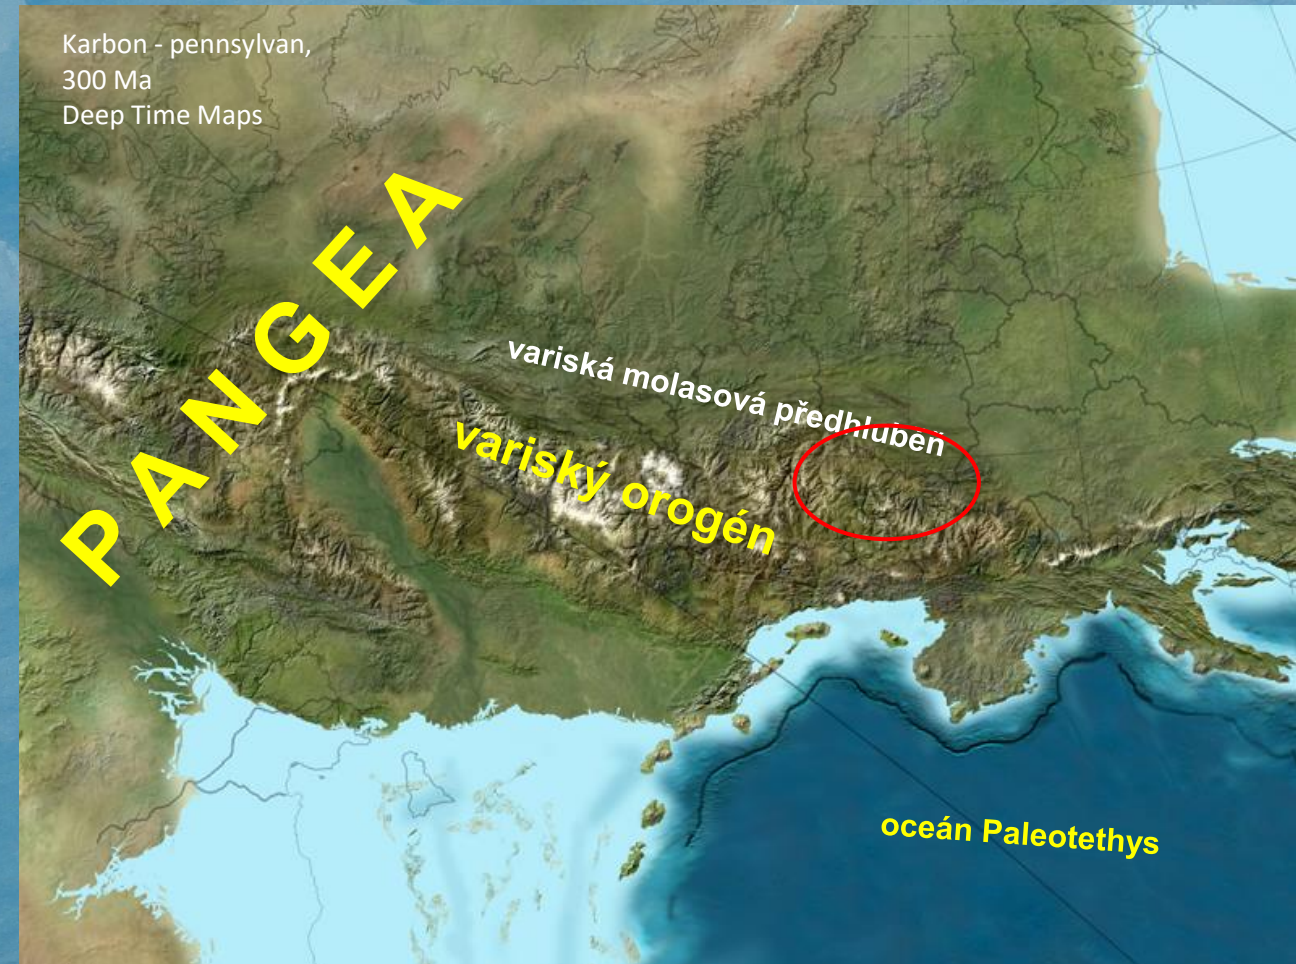 Karbon - pennsylvan,
300 Ma
Deep Time Maps
PANGEA
variská molasová předhlubeň
variský orogén
oceán Paleotethys